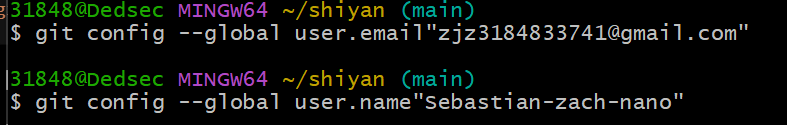 31848@Dedsec MINGW64 ~/shiyan (main)
$ git config --global user.email"zjz3184833741@gmail.com"
31848@Dedsec MINGW64 ~/shiyan (main)
$ git config --global user.name"Sebastian-zach-nano"